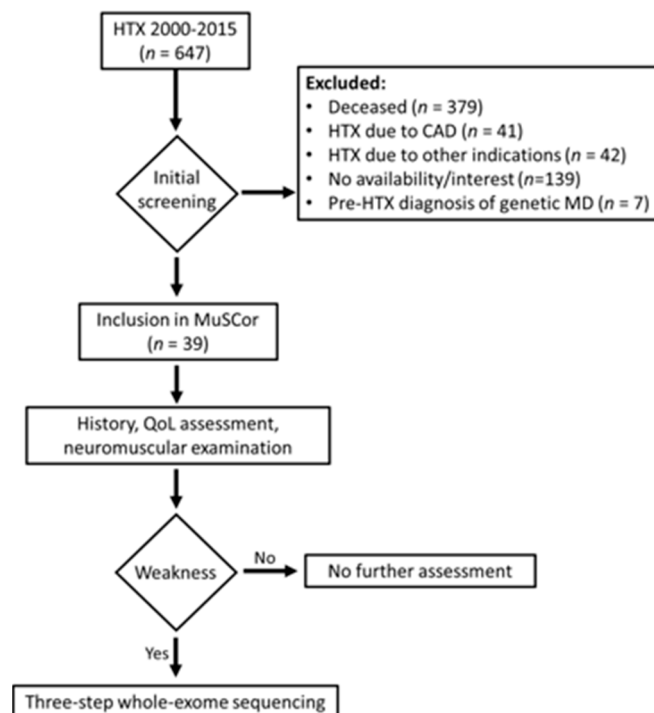 HTX 2000-2015
(n = 647)
Excluded:
• Deceased (n = 379)
• HTX due to CAD (n = 41)
• HTX due to other indications (n = 42)
• No availability/interest (n=139)
• Pre-HTX diagnosis of genetic MD (n = 7)
Initial
screening
Inclusion in MuSCor
(n = 39)
History, QoL assessment,
neuromuscular examination
Weakness
No
No further assessment
Yes
Three-step whole-exome sequencing